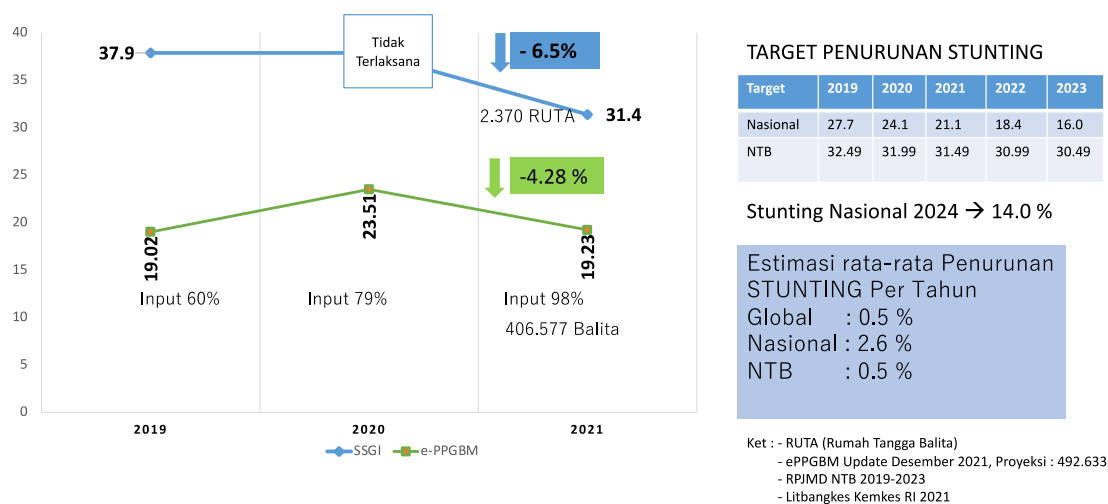 40
35
30
25
20
15
10
5
0
37.9
Tidak
Terlaksana
- 6.5%
2.370 RUTA
31.4
-4.28 %
19.02
23.51
19.23
Input 60%
Input 79%
Input 98%
406.577 Balita
2019
2020
2021
SSGI
e-PPGBM
TARGET PENURUNAN STUNTING
Target 2019 2020 2021 2022 2023
Nasional 27.7 24.1 21.1 18.4 16.0
NTB 32.49 31.99 31.49 30.99 30.49
Stunting Nasional 2024 → 14.0 %
Estimasi rata-rata Penurunan
STUNTING Per Tahun
Global : 0.5 %
Nasional : 2.6 %
NTB : 0.5 %
Ket : - RUTA (Rumah Tangga Balita)
- ePPGBM Update Desember 2021, Proyeksi : 492.633
- RPJMD NTB 2019-2023
- Litbangkes Kemkes RI 2021